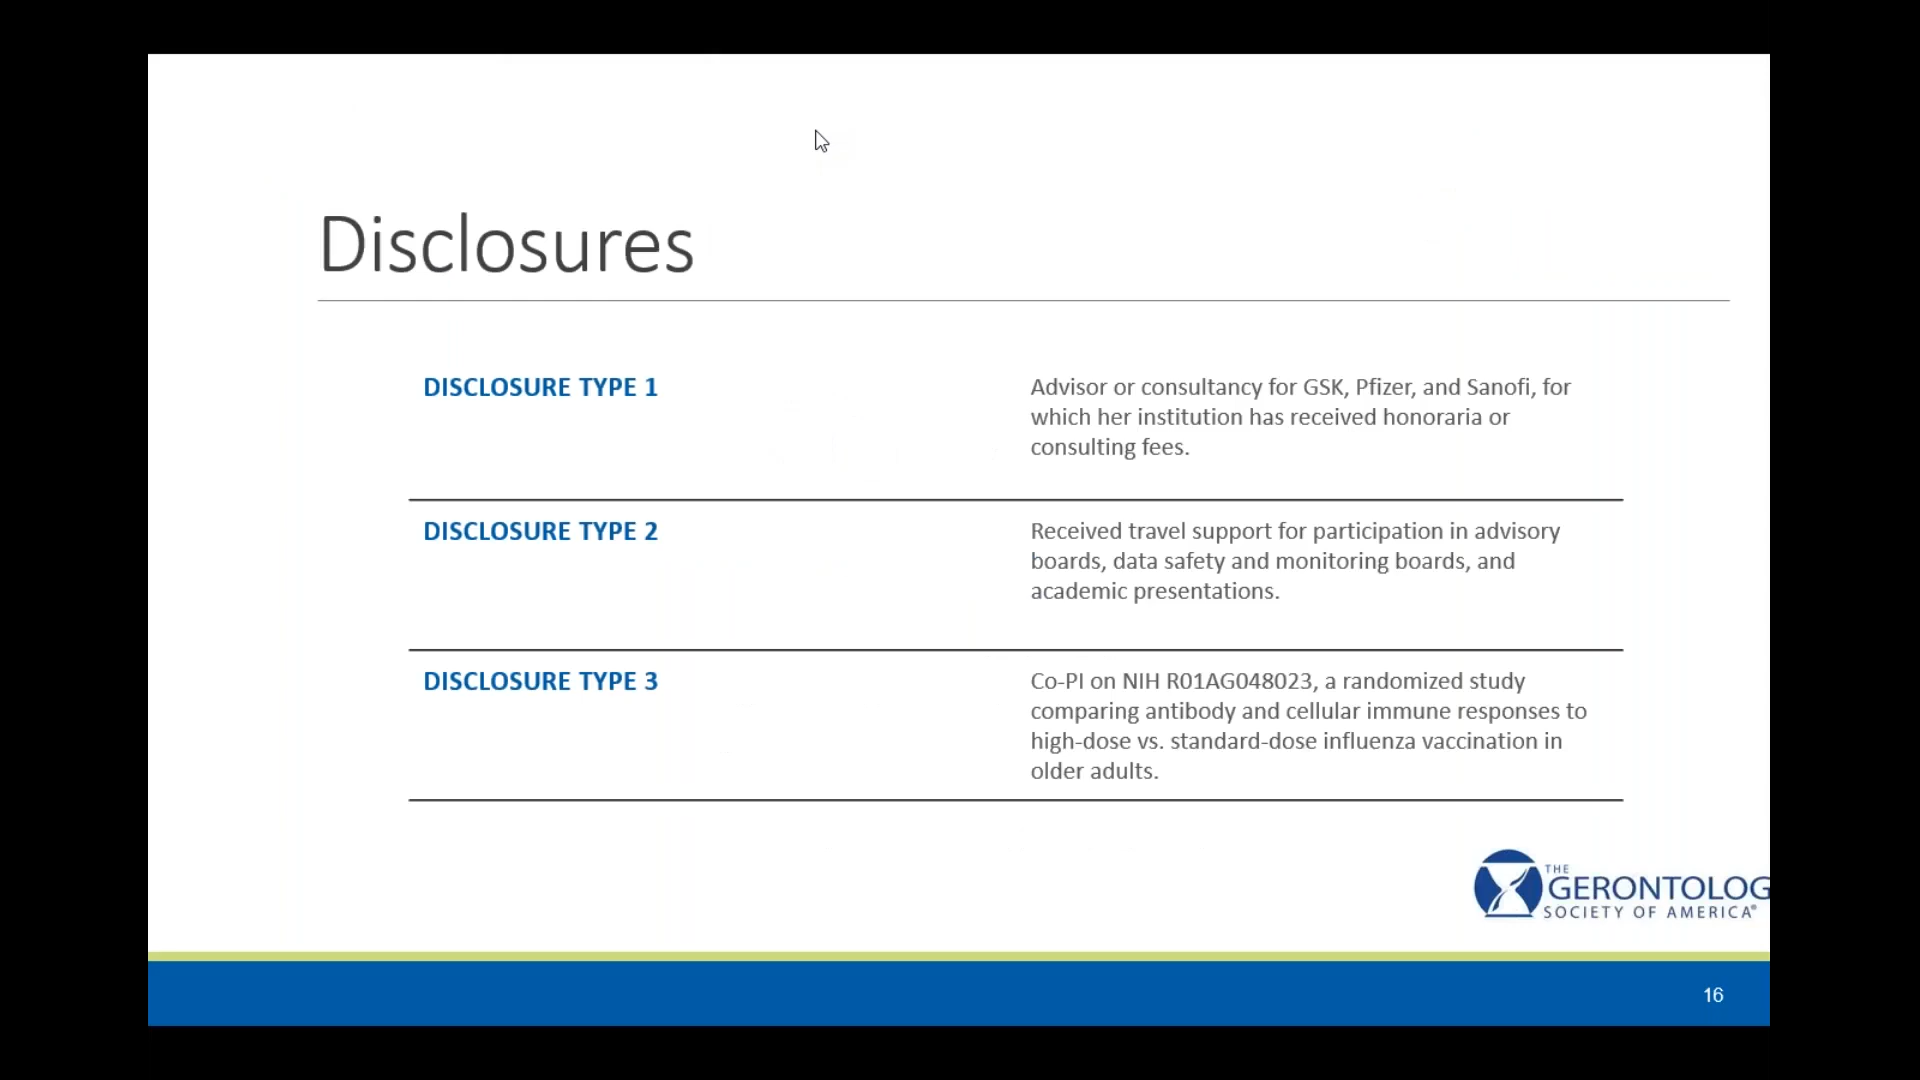 Disclosures
DISCLOSURE TYPE 1
Advisor or consultancy for GSK, Pfizer, and Sanofi, for
which her institution has received honoraria or
consulting fees.
DISCLOSURE TYPE 2
Received travel support for participation in advisory
boards, data safety and monitoring boards, and
academic presentations.
DISCLOSURE TYPE 3
Co-PI on NIH R01AG048023, a randomized study
comparing antibody and cellular immune responses to
high-dose vs. standard-dose influenza vaccination in
older adults.
THE
GERONTOLOG
SOCIETY OF AMERICA®
16